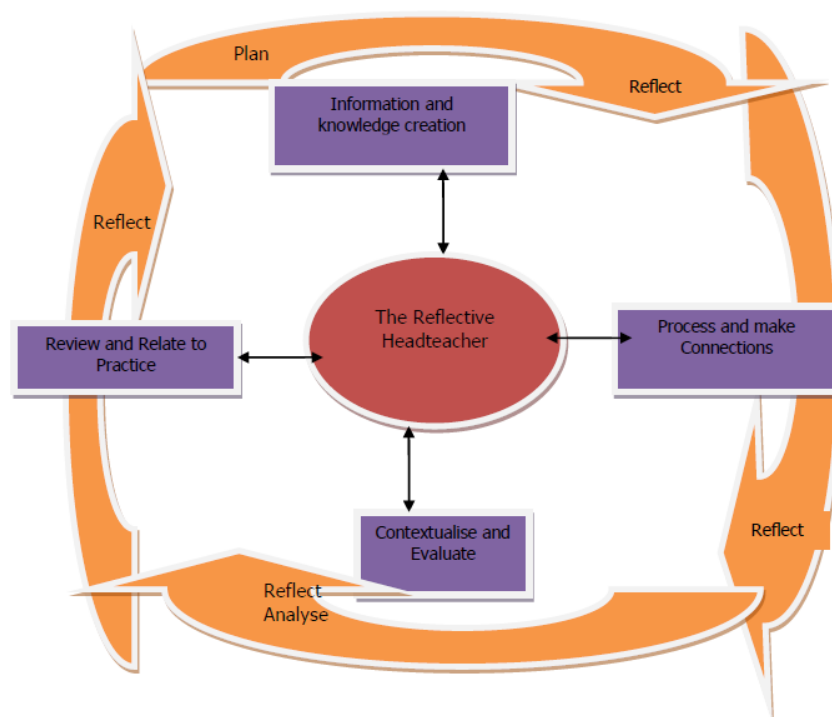 Plan
Reflect
Information and
knowledge creation
Reflect
The Reflective
Headteacher
Review and Relate to
Practice
Process and make
Connections
Contextualise and
Evaluate
Reflect
Reflect
Analyse